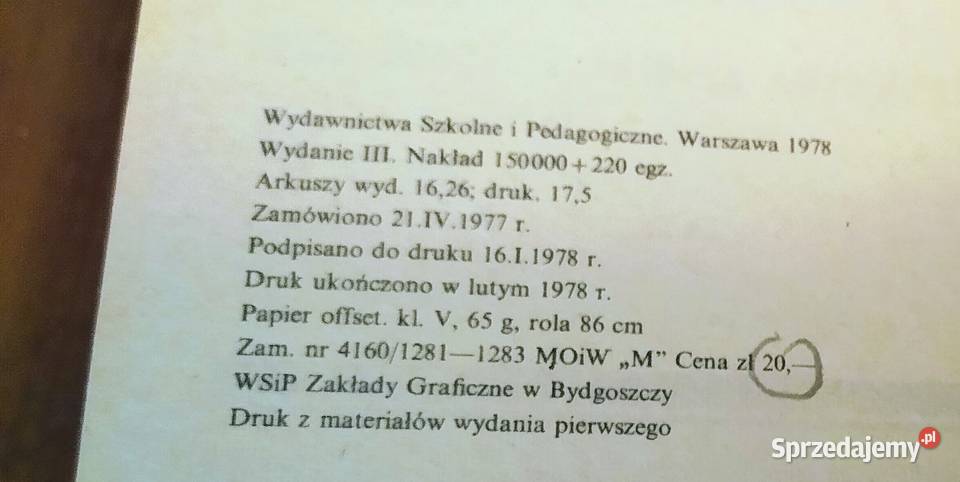 Wydawnictwa Szkolne i Pedagogiczne. Warszawa 1978
Wydanie III. Nakład 150000 + 220 egz.
Arkuszy wyd. 16,26; druk. 17,5
Zamówiono 21.IV.1977 r.
Podpisano do druku 16.I.1978 r.
Druk ukończono w lutym 1978 r.
Papier offset. kl. V, 65 g, rola 86 cm
Zam. nr 4160/1281—1283 MOiW „M” Cena zł 20,—
WSiP Zakłady Graficzne w Bydgoszczy
Druk z materiałów wydania pierwszego
Sprzedajemy.pl